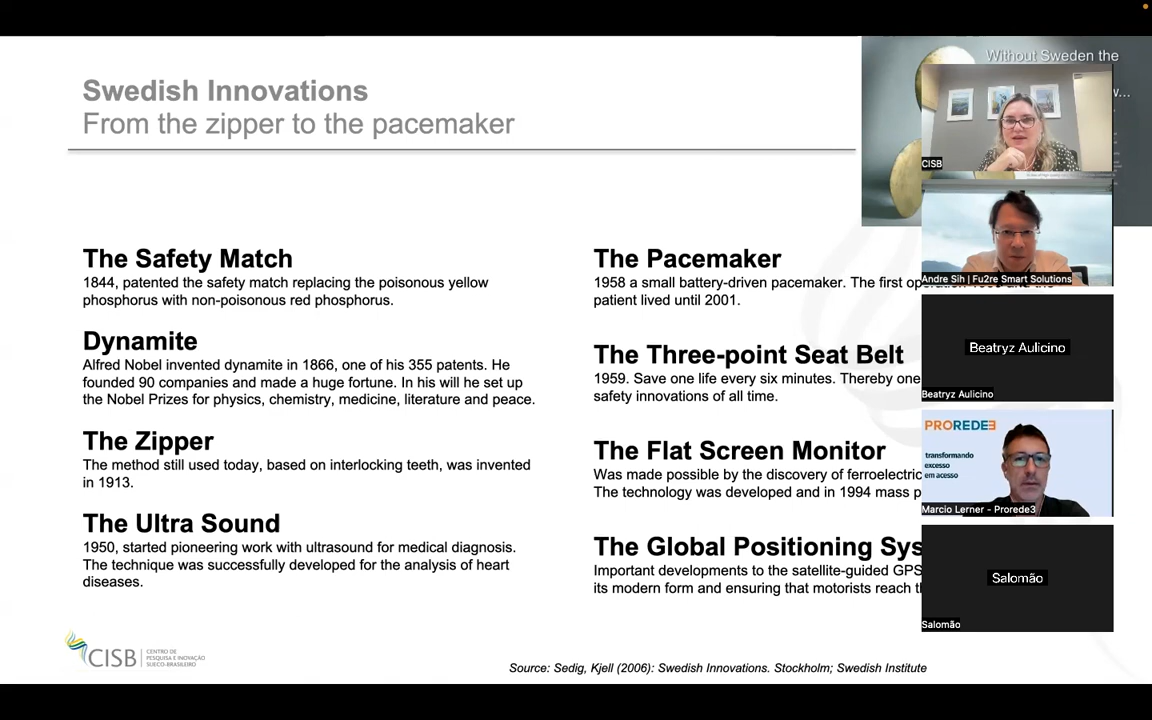 Swedish Innovations
From the zipper to the pacemaker
The Safety Match
1844, patented the safety match replacing the poisonous yellow
phosphorus with non-poisonous red phosphorus.
Dynamite
Alfred Nobel invented dynamite in 1866, one of his 355 patents. He
founded 90 companies and made a huge fortune. In his will he set up
the Nobel Prizes for physics, chemistry, medicine, literature and peace.
The Zipper
The method still used today, based on interlocking teeth, was invented
in 1913.
The Ultra Sound
1950, started pioneering work with ultrasound for medical diagnosis.
The technique was successfully developed for the analysis of heart
diseases.
The Pacemaker
1958 a small battery-driven pacemaker. The first
patient lived until 2001.
The Three-point Seat Belt
1959. Save one life every six minutes. Thereby one
safety innovations of all time.
The Flat Screen Monitor
Was made possible by the discovery of ferroelectric
The technology was developed and in 1994 mass
The Global Positioning
Important developments to the satellite-guided GPS
its modern form and ensuring that motorists reach
CISB
CENTRO DE
PESQUISA E INOVAÇÃO
SUECO-BRASILEIRO
Source: Sedig, Kjell (2006): Swedish Innovations. Stockholm; Swedish Institute
Without Sweden the
CISB
Andre Sih | Fu2re Smart Solutions
Beatryz Aulicino
Beatryz Aulicino
PROREDE3
transformando
excesso
em acesso
Marcio Lerner - Prorede3
Salomão
Salomão